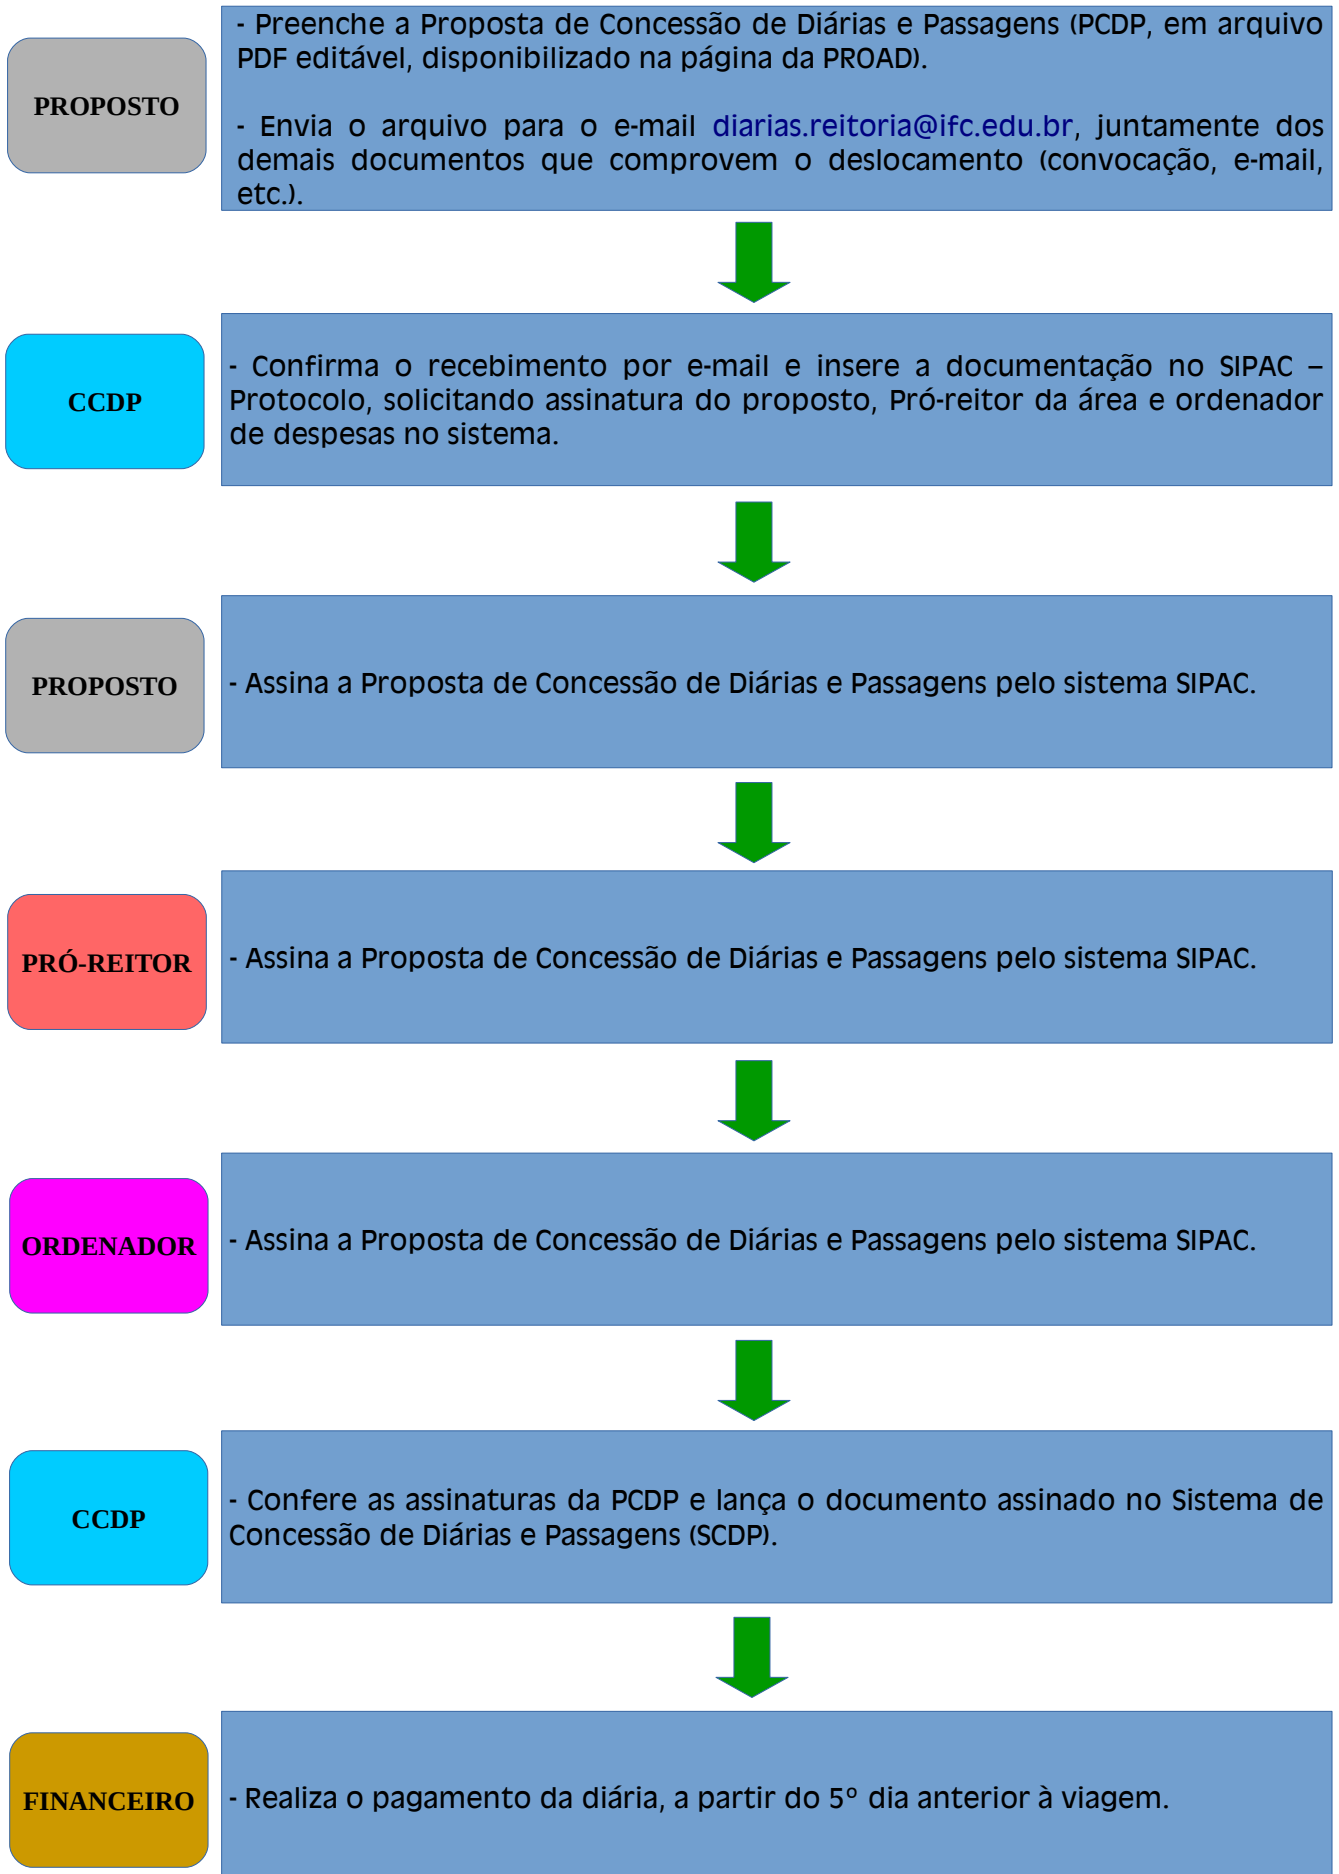 PROPOSTO
- Preenche a Proposta de Concessão de Diárias e Passagens (PCDP, em arquivo
PDF editável, disponibilizado na página da PROAD).
- Envia o arquivo para o e-mail diarias.reitoria@ifc.edu.br, juntamente dos
demais documentos que comprovem o deslocamento (convocação, e-mail,
etc.).
CCDP
- Confirma o recebimento por e-mail e insere a documentação no SIPAC –
Protocolo, solicitando assinatura do proposto, Pró-reitor da área e ordenador
de despesas no sistema.
PROPOSTO
- Assina a Proposta de Concessão de Diárias e Passagens pelo sistema SIPAC.
PRÓ-REITOR
- Assina a Proposta de Concessão de Diárias e Passagens pelo sistema SIPAC.
ORDENADOR
- Assina a Proposta de Concessão de Diárias e Passagens pelo sistema SIPAC.
CCDP
- Confere as assinaturas da PCDP e lança o documento assinado no Sistema de
Concessão de Diárias e Passagens (SCDP).
FINANCEIRO
- Realiza o pagamento da diária, a partir do 5º dia anterior à viagem.